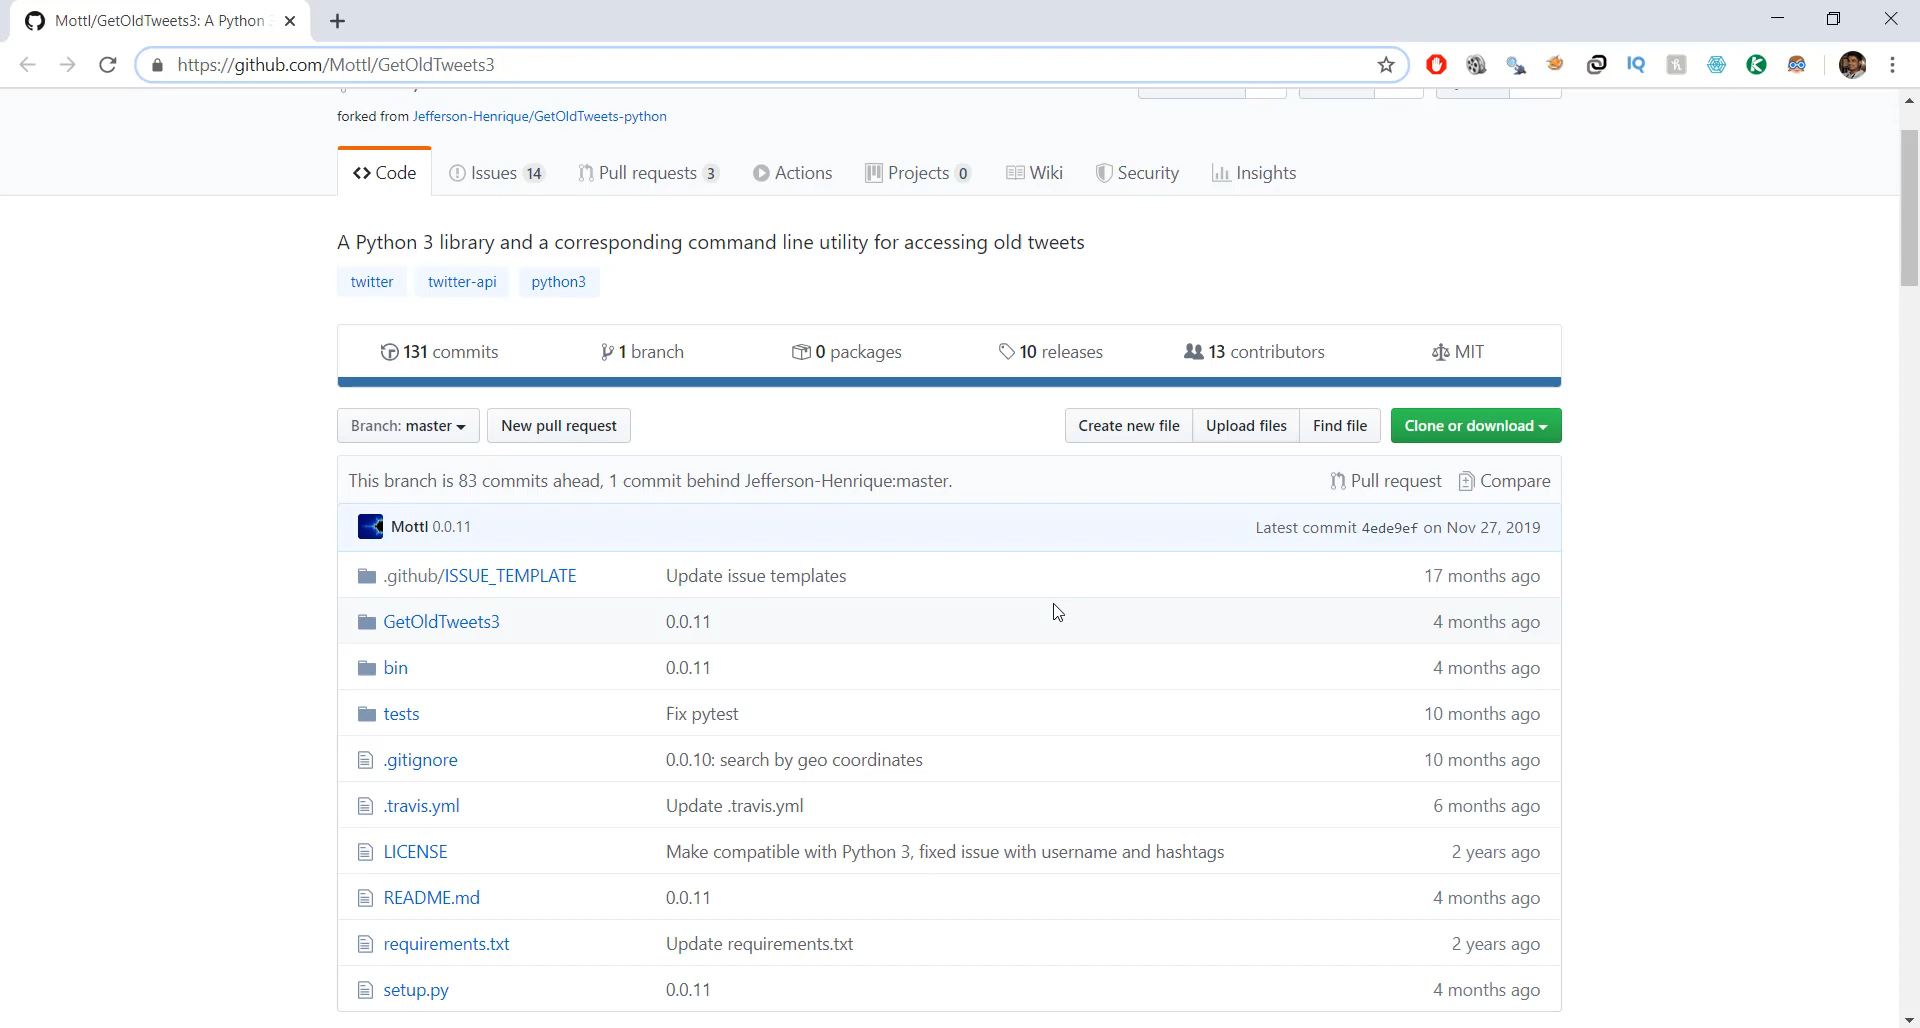 Mottl/GetOldTweets3: A Python
https://github.com/Mottl/GetOldTweets3
forked from Jefferson-Henrique/GetOldTweets-python
Code Issues 14 Pull requests 3 Actions Projects 0 Wiki Security Insights
A Python 3 library and a corresponding command line utility for accessing old tweets
twitter twitter-api python3
131 commits 1 branch 0 packages 10 releases 13 contributors MIT
Branch: master New pull request Create new file Upload files Find file Clone or download
This branch is 83 commits ahead, 1 commit behind Jefferson-Henrique:master. Pull request Compare
Mottl 0.0.11 Latest commit 4ede9ef on Nov 27, 2019
.github/ISSUE_TEMPLATE Update issue templates 17 months ago
GetOldTweets3 0.0.11 4 months ago
bin 0.0.11 4 months ago
tests Fix pytest 10 months ago
.gitignore 0.0.10: search by geo coordinates 10 months ago
.travis.yml Update .travis.yml 6 months ago
LICENSE Make compatible with Python 3, fixed issue with username and hashtags 2 years ago
README.md 0.0.11 4 months ago
requirements.txt Update requirements.txt 2 years ago
setup.py 0.0.11 4 months ago